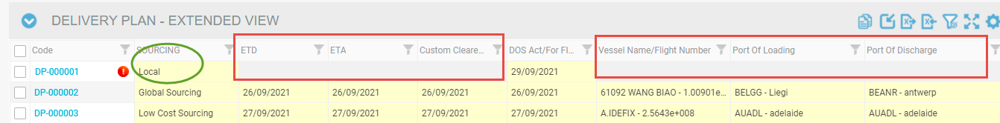 DELIVERY PLAN - EXTENDED VIEW
Code SOURCING ETD ETA Custom Cleare... DOS Act/For Fl... Vessel Name/Flight Number Port Of Loading Port Of Discharge
DP-000001 Local 29/09/2021
DP-000002 Global Sourcing 26/09/2021 26/09/2021 26/09/2021 26/09/2021 61092 WANG BIAO - 1.00901e... BELGG - Liegi BEANR - antwerp
DP-000003 Low Cost Sourcing 27/09/2021 27/09/2021 27/09/2021 27/09/2021 A.IDEFIX - 2.5643e+008 AUADL - adelaide AUADL - adelaide